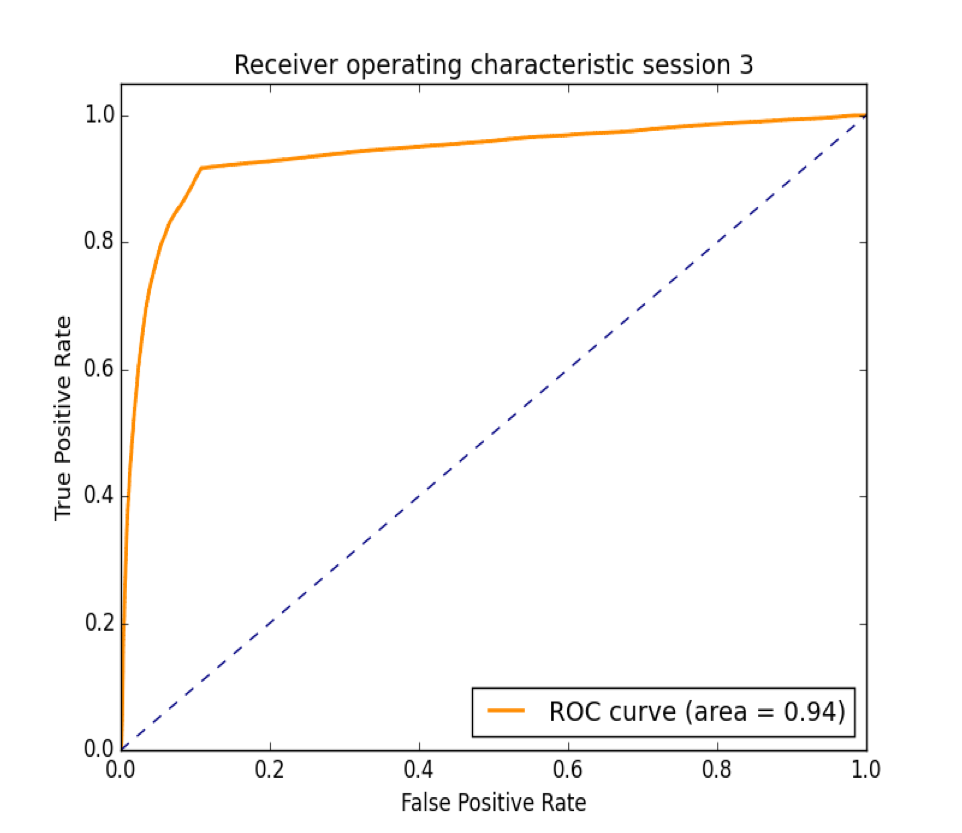 Receiver operating characteristic session 3
1.0
0.8
0.6
0.4
0.2
0.0
True Positive Rate
0.0 0.2 0.4 0.6 0.8 1.0
False Positive Rate
ROC curve (area = 0.94)